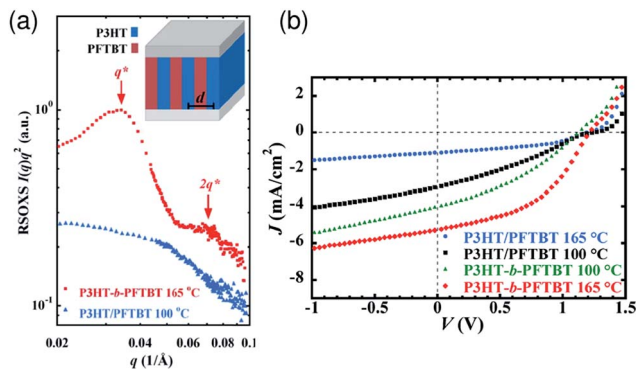 (a)
P3HT
PFTBT
d
q*
2q*
RSOXS I(q)q² (a.u.)
10⁰
10⁻¹
P3HT-b-PFTBT 165 °C
P3HT/PFTBT 100 °C
0.02
0.04
0.06
0.08
0.1
q (1/Å)
(b)
J (mA/cm²)
2
0
-2
-4
-6
-8
P3HT/PFTBT 165 °C
P3HT/PFTBT 100 °C
P3HT-b-PFTBT 100 °C
P3HT-b-PFTBT 165 °C
-1
-0.5
0
0.5
1
1.5
V (V)